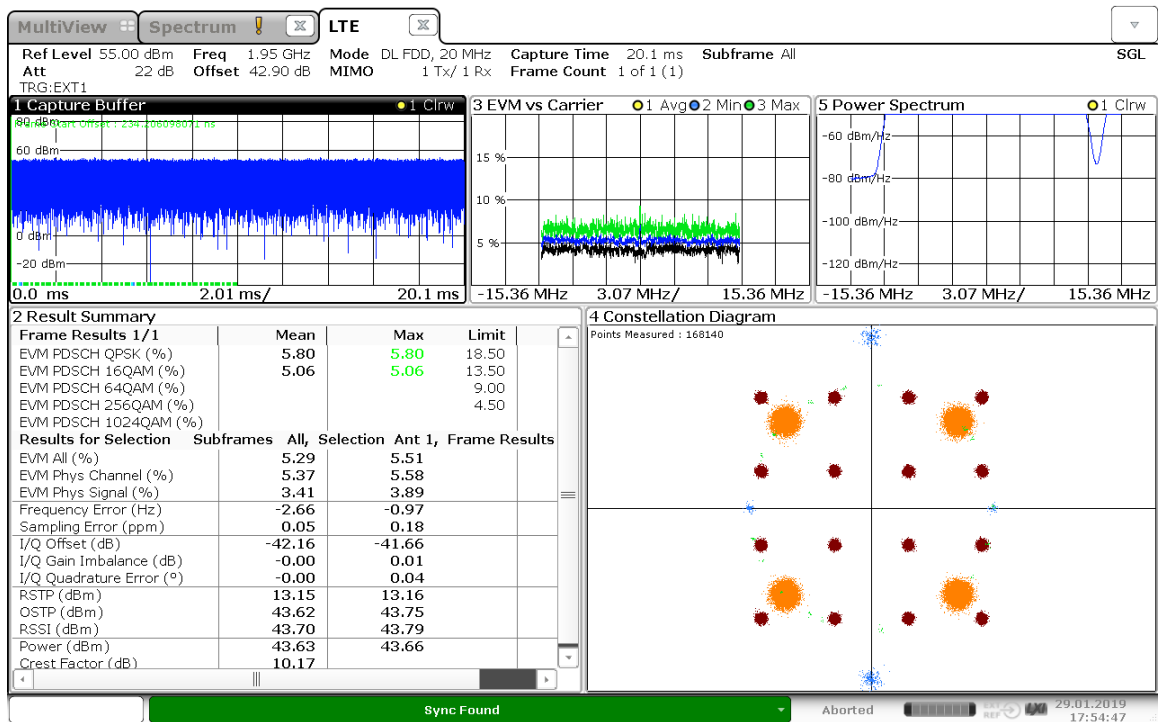 MultiView Spectrum LTE
Ref Level 55.00 dBm Freq 1.95 GHz Mode DL FDD, 20 MHz Capture Time 20.1 ms Subframe All SGL
Att 22 dB Offset 42.90 dB MIMO 1 Tx/ 1 Rx Frame Count 1 of 1 (1)
TRG:EXT1
1 Capture Buffer 1 Clrw
80 dBm
Frame Start Offset : 234.206098071 ns
60 dBm
0 dBm
-20 dBm
0.0 ms 2.01 ms/ 20.1 ms
3 EVM vs Carrier 1 Avg 2 Min 3 Max
15 %
10 %
5 %
-15.36 MHz 3.07 MHz/ 15.36 MHz
5 Power Spectrum 1 Clrw
-60 dBm/Hz
-80 dBm/Hz
-100 dBm/Hz
-120 dBm/Hz
-15.36 MHz 3.07 MHz/ 15.36 MHz
2 Result Summary
Frame Results 1/1 Mean Max Limit
EVM PDSCH QPSK (%) 5.80 5.80 18.50
EVM PDSCH 16QAM (%) 5.06 5.06 13.50
EVM PDSCH 64QAM (%) 9.00
EVM PDSCH 256QAM (%) 4.50
EVM PDSCH 1024QAM (%)
Results for Selection Subframes All, Selection Ant 1, Frame Results
EVM All (%) 5.29 5.51
EVM Phys Channel (%) 5.37 5.58
EVM Phys Signal (%) 3.41 3.89
Frequency Error (Hz) -2.66 -0.97
Sampling Error (ppm) 0.05 0.18
I/Q Offset (dB) -42.16 -41.66
I/Q Gain Imbalance (dB) -0.00 0.01
I/Q Quadrature Error (°) -0.00 0.04
RSTP (dBm) 13.15 13.16
OSTP (dBm) 43.62 43.75
RSSI (dBm) 43.70 43.79
Power (dBm) 43.63 43.66
Crest Factor (dB) 10.17
4 Constellation Diagram
Points Measured : 168140
Sync Found
Aborted
EXT REF
LXI
29.01.2019
17:54:47